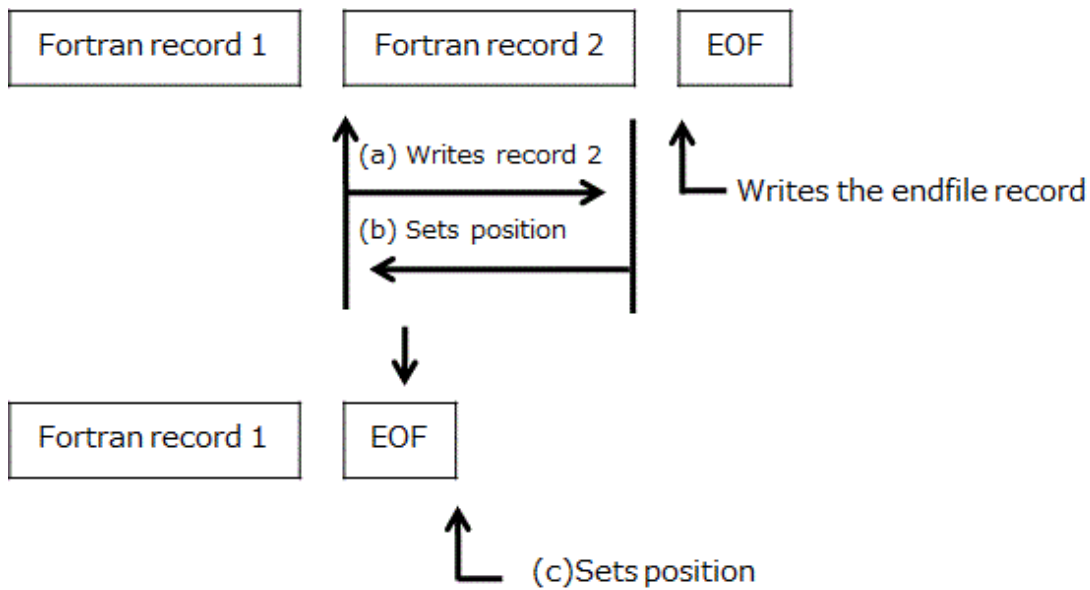 Fortran record 1
Fortran record 2
EOF
(a) Writes record 2
Writes the endfile record
(b) Sets position
Fortran record 1
EOF
(c)Sets position